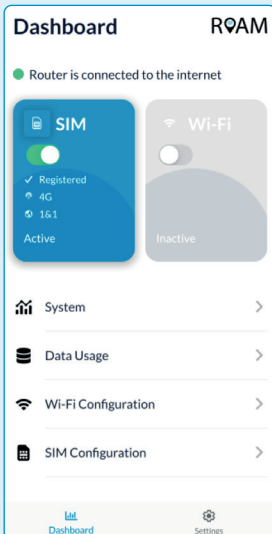 Dashboard
ROAM
Router is connected to the internet
SIM
Registered
4G
1&1
Active
Wi-Fi
Inactive
System
Data Usage
Wi-Fi Configuration
SIM Configuration
Dashboard
Settings